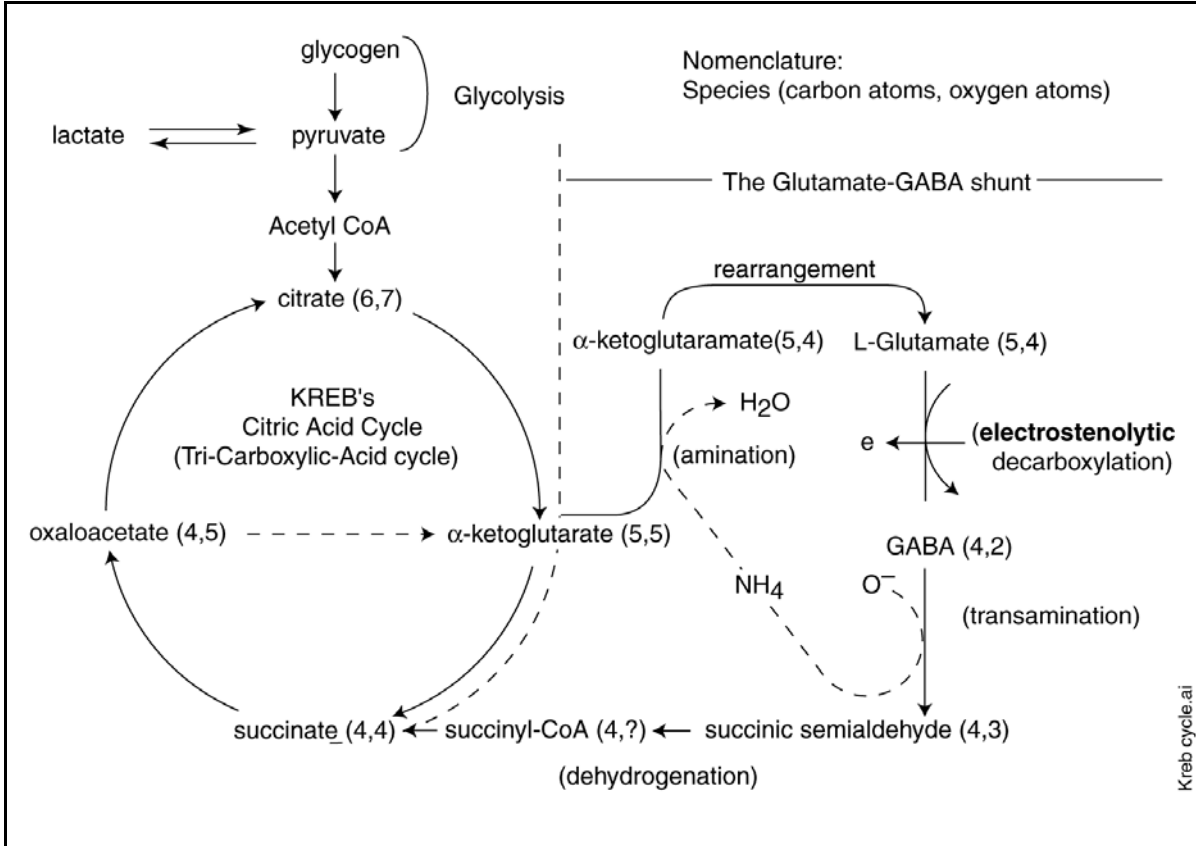 glycogen
Nomenclature:
Species (carbon atoms, oxygen atoms)
Glycolysis
lactate
pyruvate
The Glutamate-GABA shunt
Acetyl CoA
rearrangement
citrate (6,7)
α-ketoglutaramate(5,4)
L-Glutamate (5,4)
KREB's
Citric Acid Cycle
(Tri-Carboxylic-Acid cycle)
H₂O
(amination)
e
(electrostenolytic
decarboxylation)
oxaloacetate (4,5)
α-ketoglutarate (5,5)
GABA (4,2)
NH₄
O⁻
(transamination)
succinate (4,4)
succinyl-CoA (4,?)
succinic semialdehyde (4,3)
(dehydrogenation)
Kreb cycle.ai